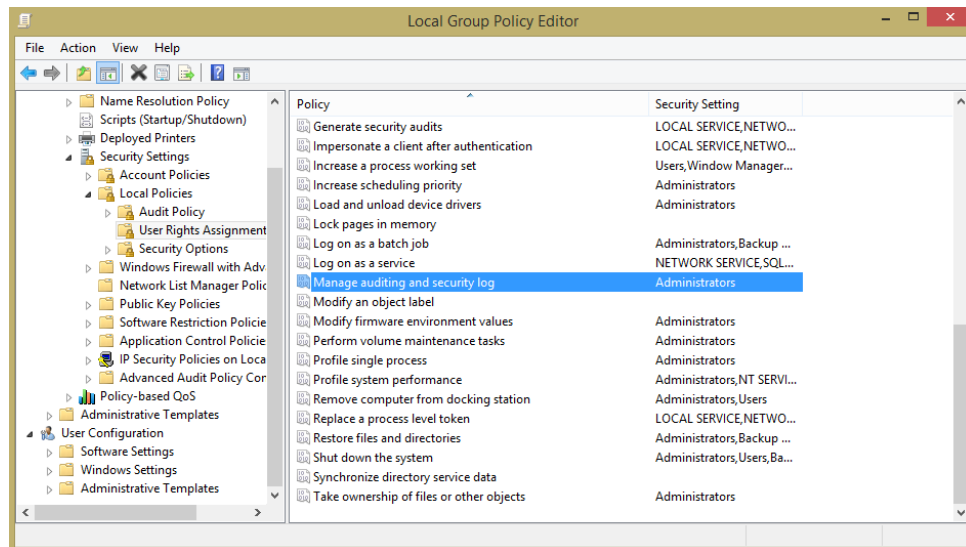 Local Group Policy Editor
File Action View Help
Name Resolution Policy
Scripts (Startup/Shutdown)
Deployed Printers
Security Settings
Account Policies
Local Policies
Audit Policy
User Rights Assignment
Security Options
Windows Firewall with Adv
Network List Manager Polic
Public Key Policies
Software Restriction Policie
Application Control Policie
IP Security Policies on Loca
Advanced Audit Policy Cor
Policy-based QoS
Administrative Templates
User Configuration
Software Settings
Windows Settings
Administrative Templates
Policy Security Setting
Generate security audits LOCAL SERVICE,NETWO...
Impersonate a client after authentication LOCAL SERVICE,NETWO...
Increase a process working set Users,Window Manager...
Increase scheduling priority Administrators
Load and unload device drivers Administrators
Lock pages in memory
Log on as a batch job Administrators,Backup ...
Log on as a service NETWORK SERVICE,SQL...
Manage auditing and security log Administrators
Modify an object label
Modify firmware environment values Administrators
Perform volume maintenance tasks Administrators
Profile single process Administrators
Profile system performance Administrators,NT SERVI...
Remove computer from docking station Administrators,Users
Replace a process level token LOCAL SERVICE,NETWO...
Restore files and directories Administrators,Backup ...
Shut down the system Administrators,Users,Ba...
Synchronize directory service data
Take ownership of files or other objects Administrators